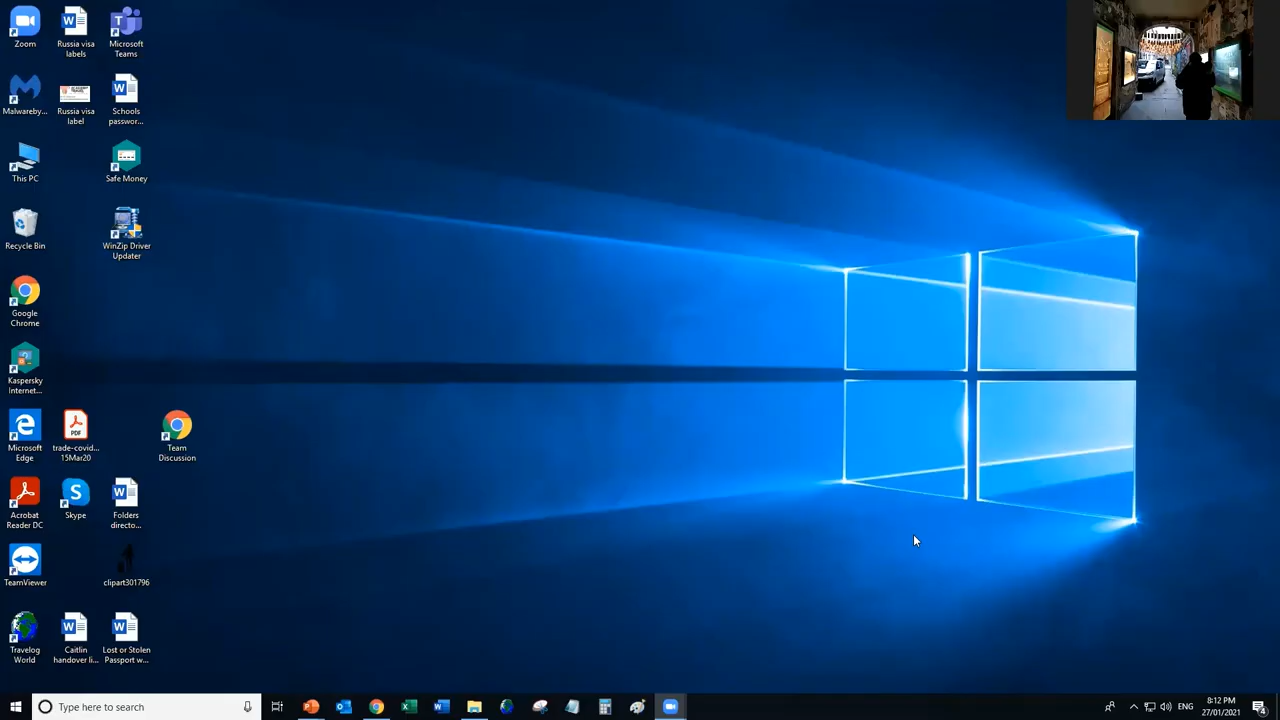 Zoom
Russia visa
labels
Microsoft
Teams
Malwareby...
Russia visa
label
Schools
passwor...
This PC
Safe Money
Recycle Bin
WinZip Driver
Updater
Google
Chrome
Kaspersky
Internet...
Microsoft
Edge
PDF
trade-covid...
15Mar20
Team
Discussion
Acrobat
Reader DC
Skype
Folders
directo...
TeamViewer
clipart301796
Travelog
World
Caitlin
handover li...
Lost or Stolen
Passport w...
Type here to search
ENG
8:12 PM
27/01/2021